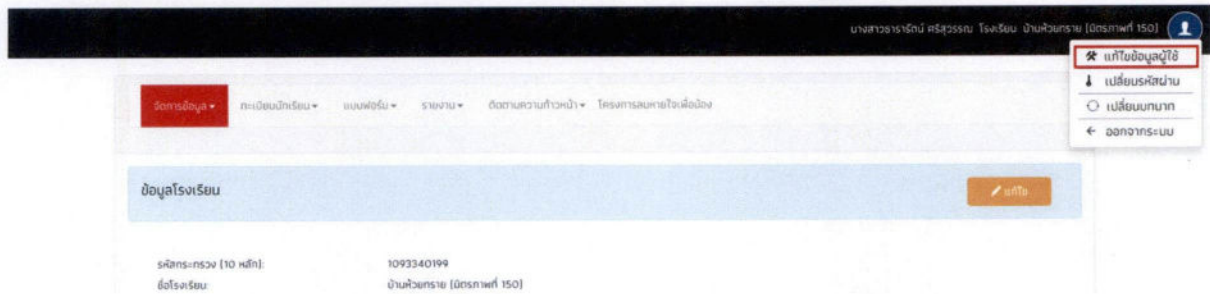 นางสาวธารารัตน์ ศรีสุวรรณ โรงเรียน บ้านห้วยทราย (มิตรภาพที่ 150)
แก้ไขข้อมูลผู้ใช้
เปลี่ยนรหัสผ่าน
เปลี่ยนบทบาท
ออกจากระบบ
จัดการข้อมูล ทะเบียนนักเรียน แบบฟอร์ม รายงาน ติดตามความก้าวหน้า โครงการลมหายใจเพื่อน้อง
ข้อมูลโรงเรียน แก้ไข
รหัสกระทรวง (10 หลัก): 1093340199
ชื่อโรงเรียน: บ้านห้วยทราย (มิตรภาพที่ 150)